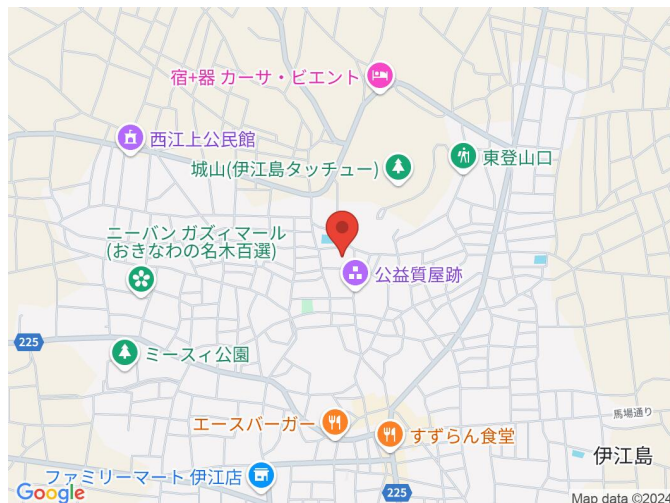 宿+器 カーサ・ビエント
西江上公民館
城山(伊江島タッチュー)
東登山口
ニーバン ガズィマール
(おきなわの名木百選)
公益質屋跡
225
ミースィ公園
馬場通り
エースバーガー
すずらん食堂
伊江島
ファミリーマート 伊江店
225
Google
Map data ©2024